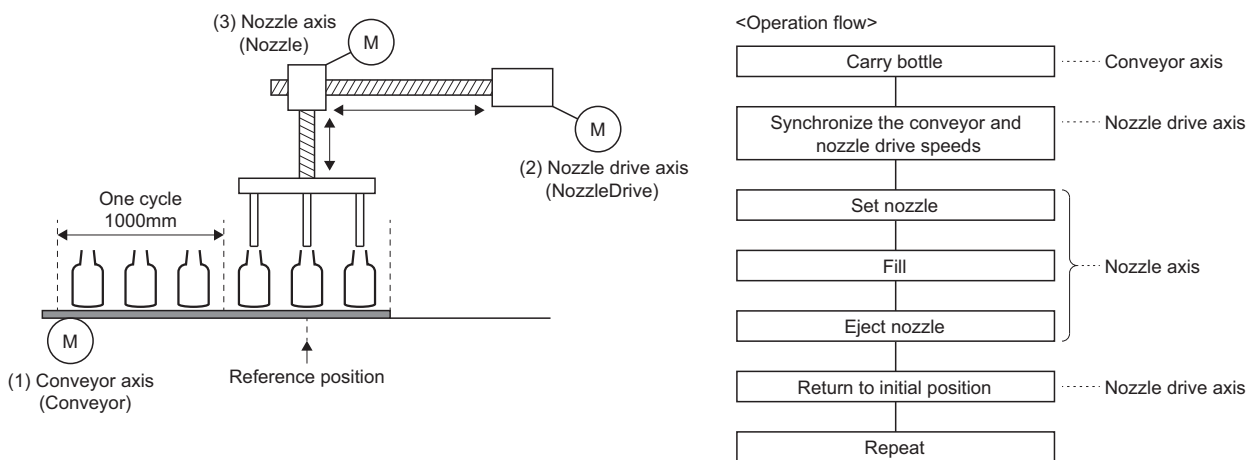 (3) Nozzle axis
(Nozzle)
M
M
(2) Nozzle drive axis
(NozzleDrive)
One cycle
1000mm
M
(1) Conveyor axis
(Conveyor)
Reference position
<Operation flow>
Carry bottle
Conveyor axis
Synchronize the conveyor and
nozzle drive speeds
Nozzle drive axis
Set nozzle
Fill
Nozzle axis
Eject nozzle
Return to initial position
Nozzle drive axis
Repeat